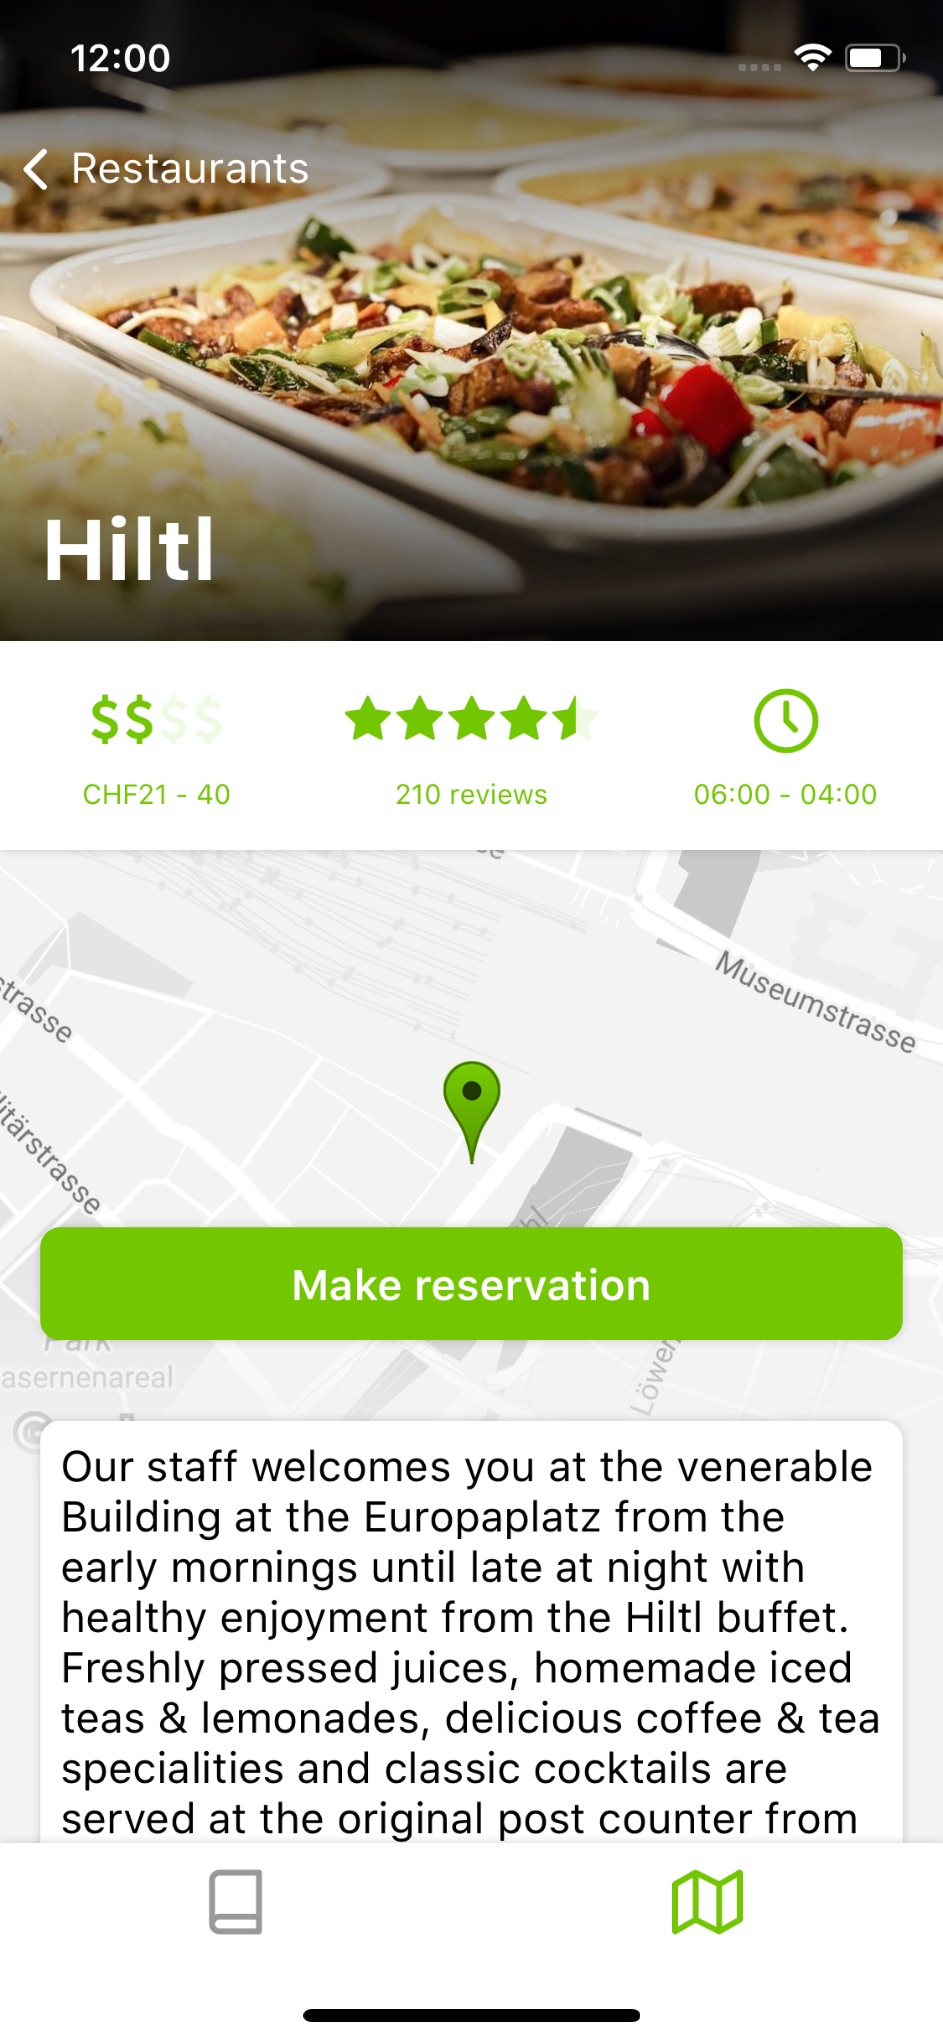 12:00
Restaurants
Hiltl
$$$$
CHF21 - 40
210 reviews
06:00 - 04:00
Museumstrasse
strasse
litärstrasse
Make reservation
Park
asernenareal
Löwen
Our staff welcomes you at the venerable
Building at the Europaplatz from the
early mornings until late at night with
healthy enjoyment from the Hiltl buffet.
Freshly pressed juices, homemade iced
teas & lemonades, delicious coffee & tea
specialities and classic cocktails are
served at the original post counter from